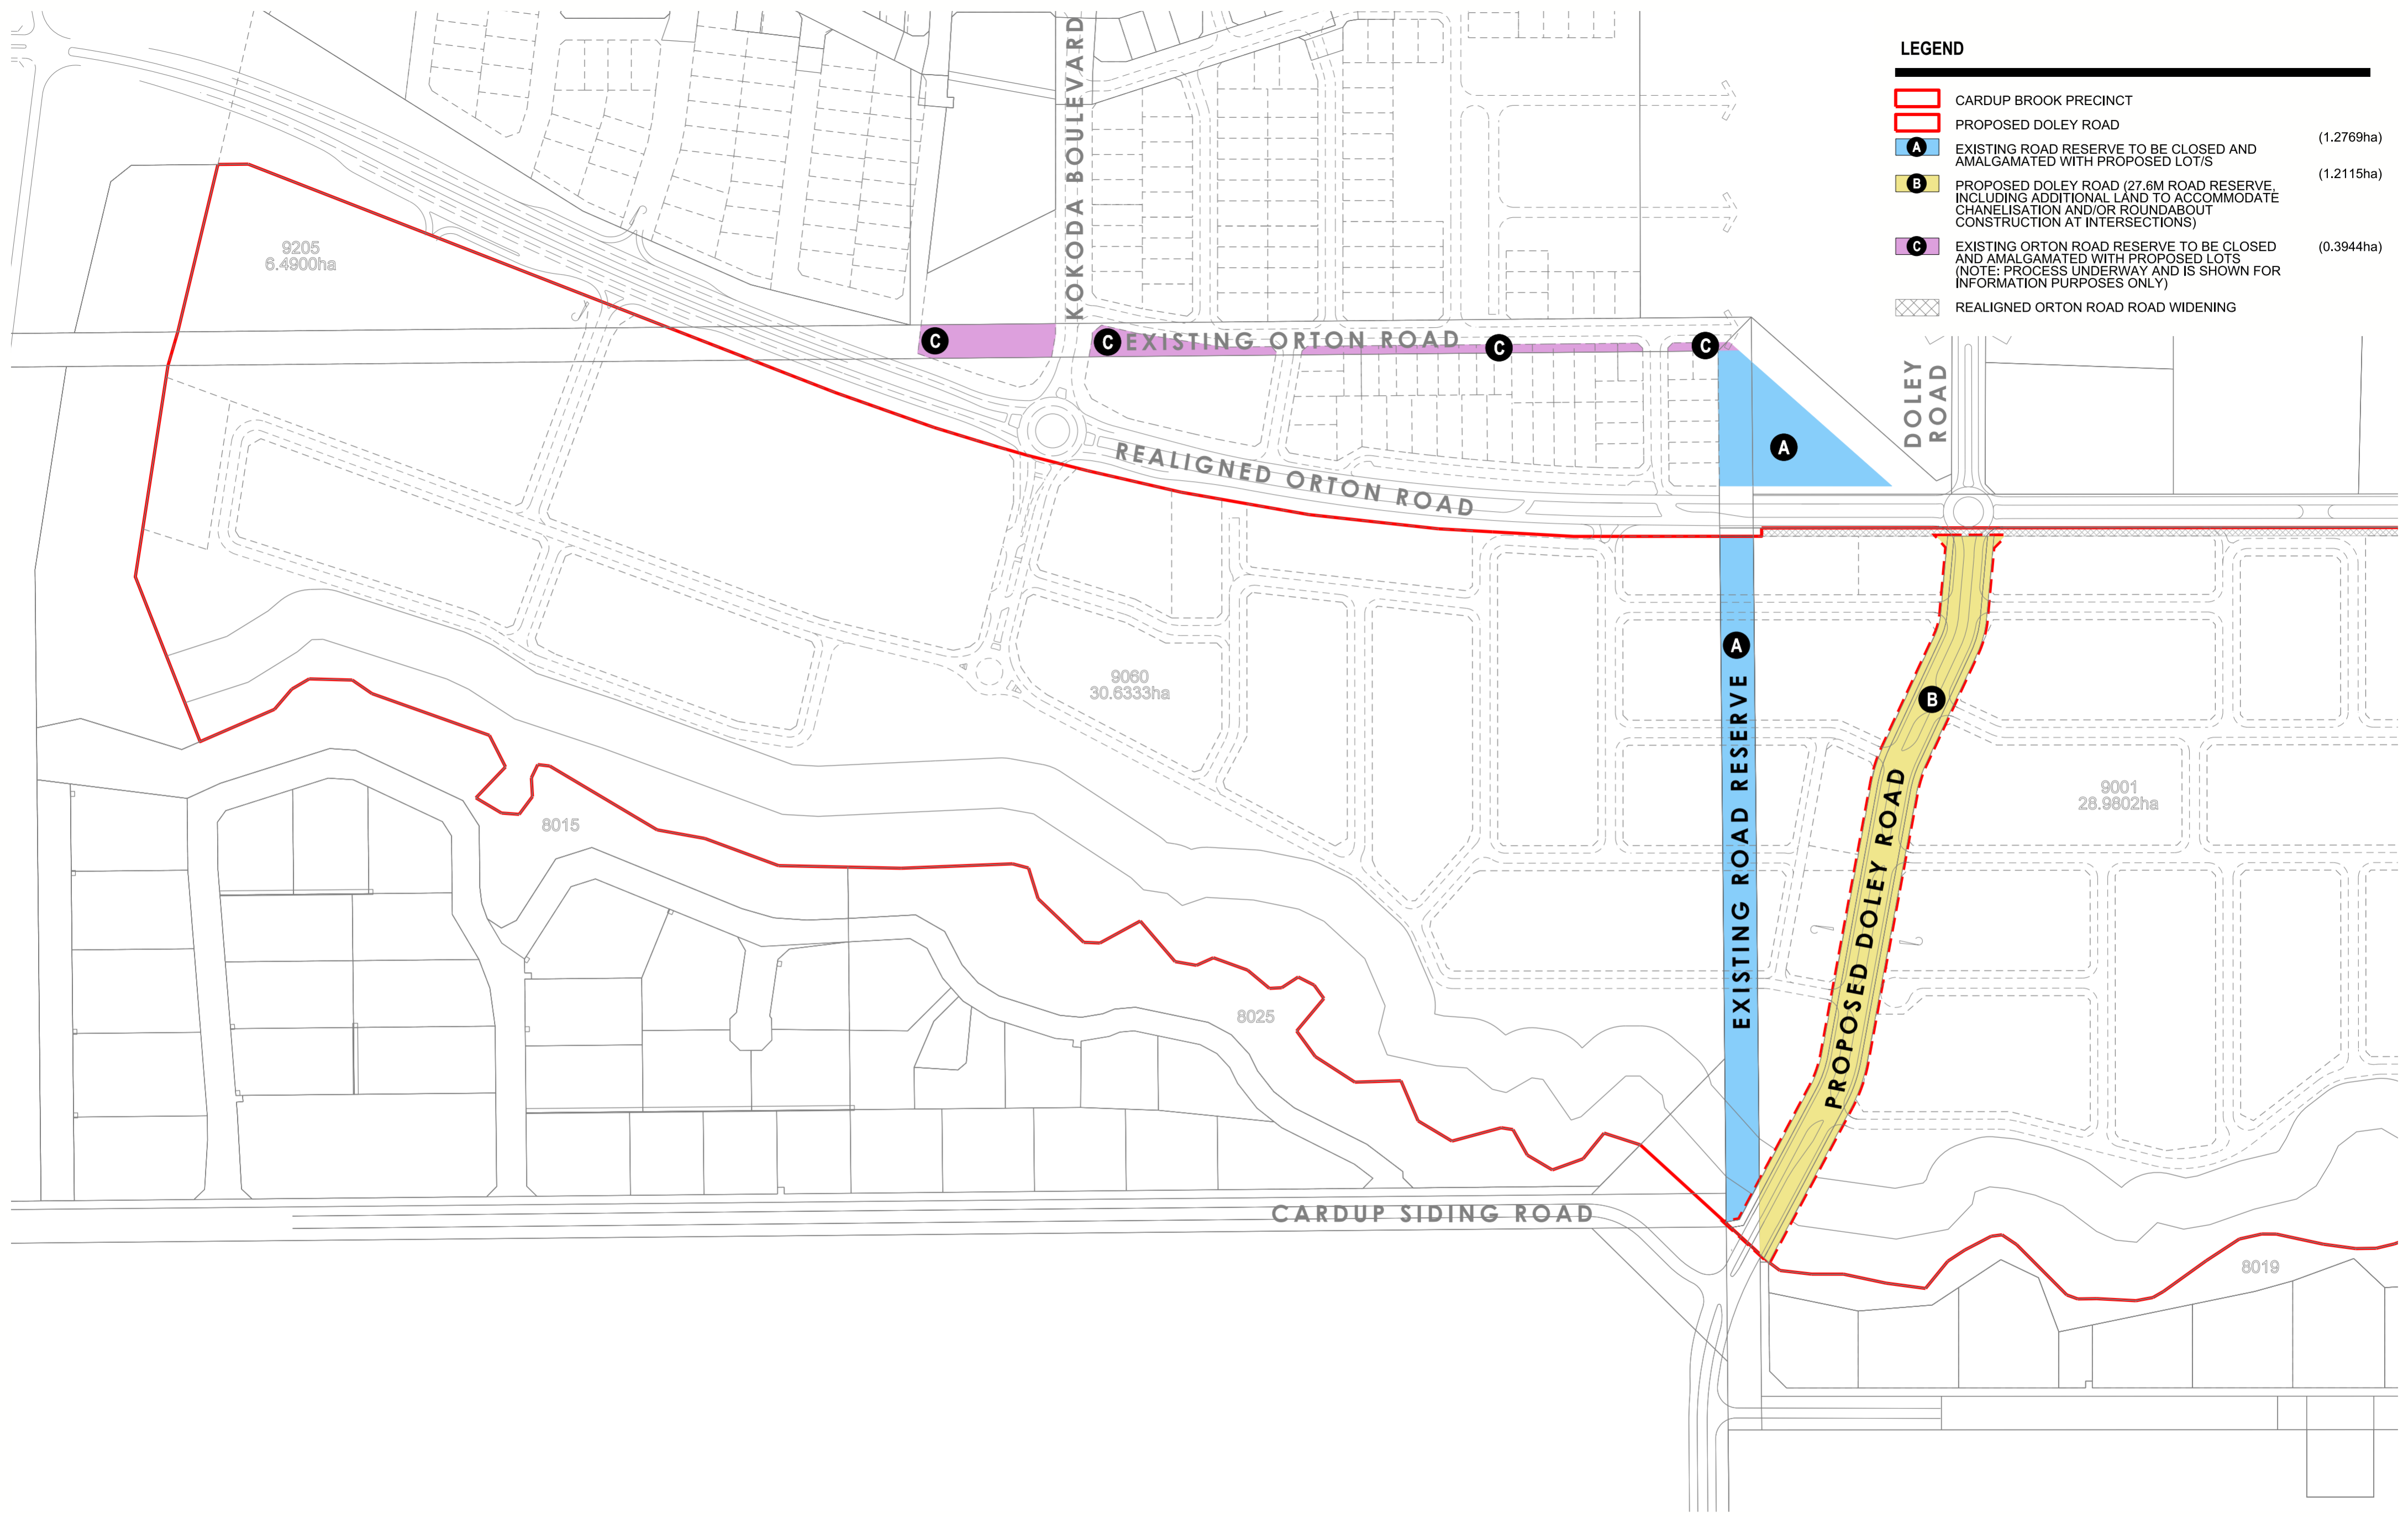 LEGEND
CARDUP BROOK PRECINCT
PROPOSED DOLEY ROAD
A EXISTING ROAD RESERVE TO BE CLOSED AND (1.2769ha)
AMALGAMATED WITH PROPOSED LOT/S
B PROPOSED DOLEY ROAD (27.6M ROAD RESERVE, (1.2115ha)
INCLUDING ADDITIONAL LAND TO ACCOMMODATE
CHANELISATION AND/OR ROUNDABOUT
CONSTRUCTION AT INTERSECTIONS)
C EXISTING ORTON ROAD RESERVE TO BE CLOSED (0.3944ha)
AND AMALGAMATED WITH PROPOSED LOTS
(NOTE: PROCESS UNDERWAY AND IS SHOWN FOR
INFORMATION PURPOSES ONLY)
REALIGNED ORTON ROAD ROAD WIDENING
KOKODA BOULEVARD
9205
6.4900ha
C
C
EXISTING ORTON ROAD
C
C
DOLEY
ROAD
A
REALIGNED ORTON ROAD
A
EXISTING ROAD RESERVE
B
PROPOSED DOLEY ROAD
9060
30.6333ha
9001
28.9802ha
8015
8025
CARDUP SIDING ROAD
8019